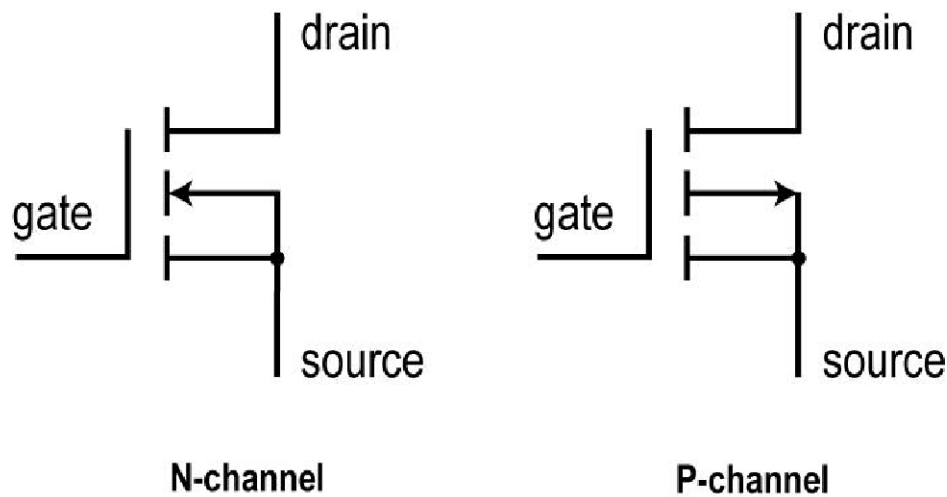 drain
drain
gate
gate
source
source
N-channel
P-channel